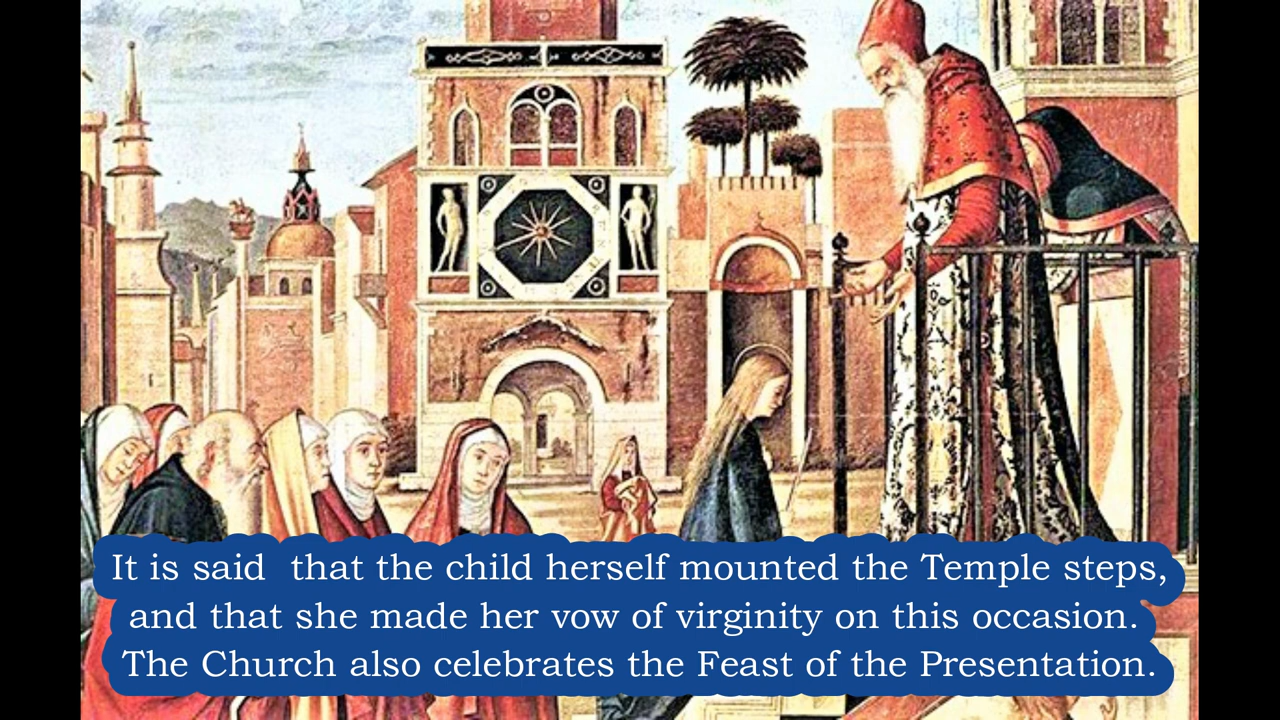 It is said  that the child herself mounted the Temple steps,
and that she made her vow of virginity on this occasion.
The Church also celebrates the Feast of the Presentation.